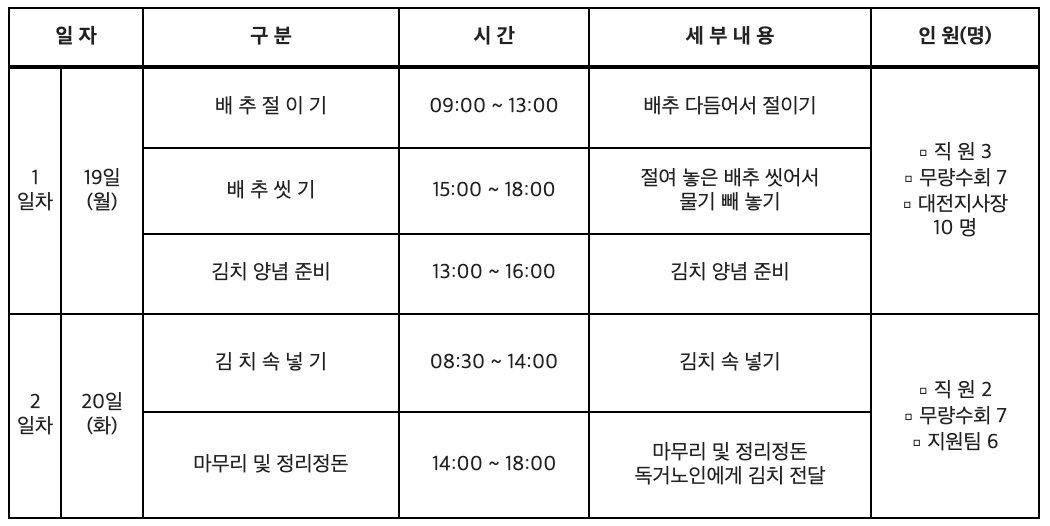 일 자 구 분 시 간 세 부 내 용 인 원(명)
1
일차
19일
(월)
배 추 절 이 기 09:00 ~ 13:00 배추 다듬어서 절이기
배 추 씻 기 15:00 ~ 18:00 절여 놓은 배추 씻어서
물기 빼 놓기
김치 양념 준비 13:00 ~ 16:00 김치 양념 준비
▫ 직 원 3
▫ 무량수회 7
▫ 대전지사장
10 명
2
일차
20일
(화)
김 치 속 넣 기 08:30 ~ 14:00 김치 속 넣기
마무리 및 정리정돈 14:00 ~ 18:00 마무리 및 정리정돈
독거노인에게 김치 전달
▫ 직 원 2
▫ 무량수회 7
▫ 지원팀 6